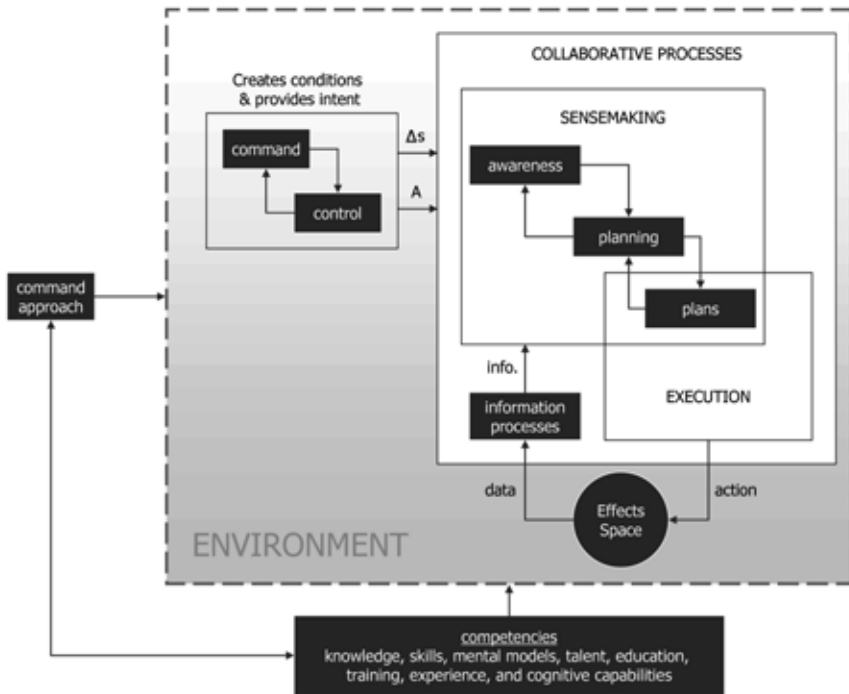 COLLABORATIVE PROCESSES
Creates conditions
& provides intent
SENSEMAKING
Δs
command
awareness
A
control
planning
command
approach
plans
info.
EXECUTION
information
processes
data
action
Effects
Space
ENVIRONMENT
competencies
knowledge, skills, mental models, talent, education,
training, experience, and cognitive capabilities